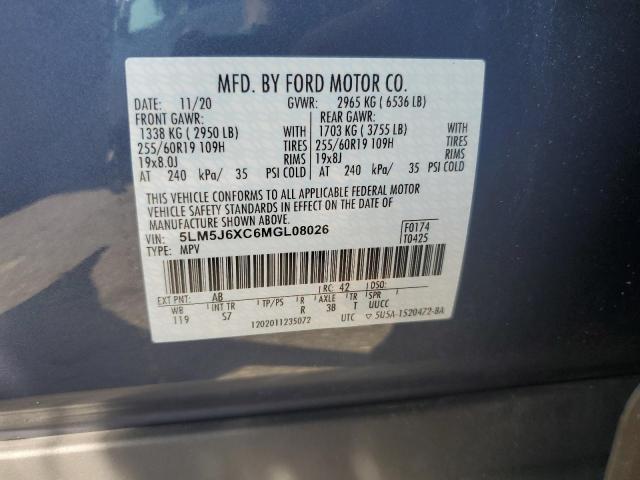 MFD. BY FORD MOTOR CO.
DATE: 11/20 GVWR: 2965 KG ( 6536 LB)
FRONT GAWR: REAR GAWR:
1338 KG ( 2950 LB) WITH 1703 KG ( 3755 LB) WITH
255/60R19 109H TIRES 255/60R19 109H TIRES
19x8.0J RIMS 19x8J RIMS
AT 240 kPa/ 35 PSI COLD AT 240 kPa/ 35 PSI COLD
THIS VEHICLE CONFORMS TO ALL APPLICABLE FEDERAL MOTOR
VEHICLE SAFETY STANDARDS IN EFFECT ON THE DATE OF
MANUFACTURE SHOWN ABOVE.
VIN: 5LM5J6XC6MGL08026 F0174
TYPE: MPV T0425
EXT PNT: AB RC: 42 DSO:
WB INT TR TP/PS R AXLE TR SPR
119 S7 R 3B T UUCC
1202011235072 UTC ▽ 5U5A-1520472-BA